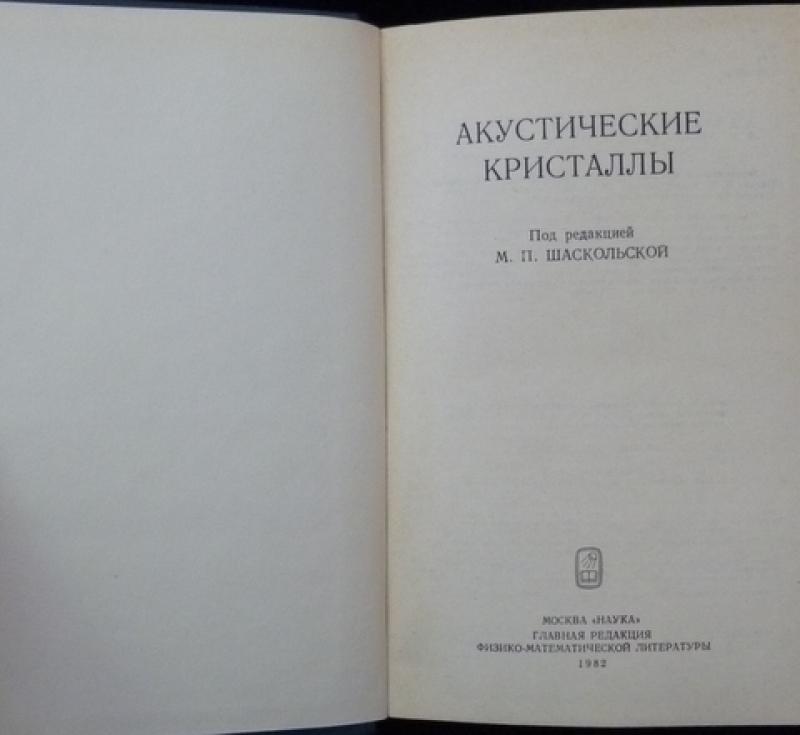 АКУСТИЧЕСКИЕ
КРИСТАЛЛЫ
Под редакцией
М. П. ШАСКОЛЬСКОЙ
МОСКВА «НАУКА»
ГЛАВНАЯ РЕДАКЦИЯ
ФИЗИКО-МАТЕМАТИЧЕСКОЙ ЛИТЕРАТУРЫ
1982